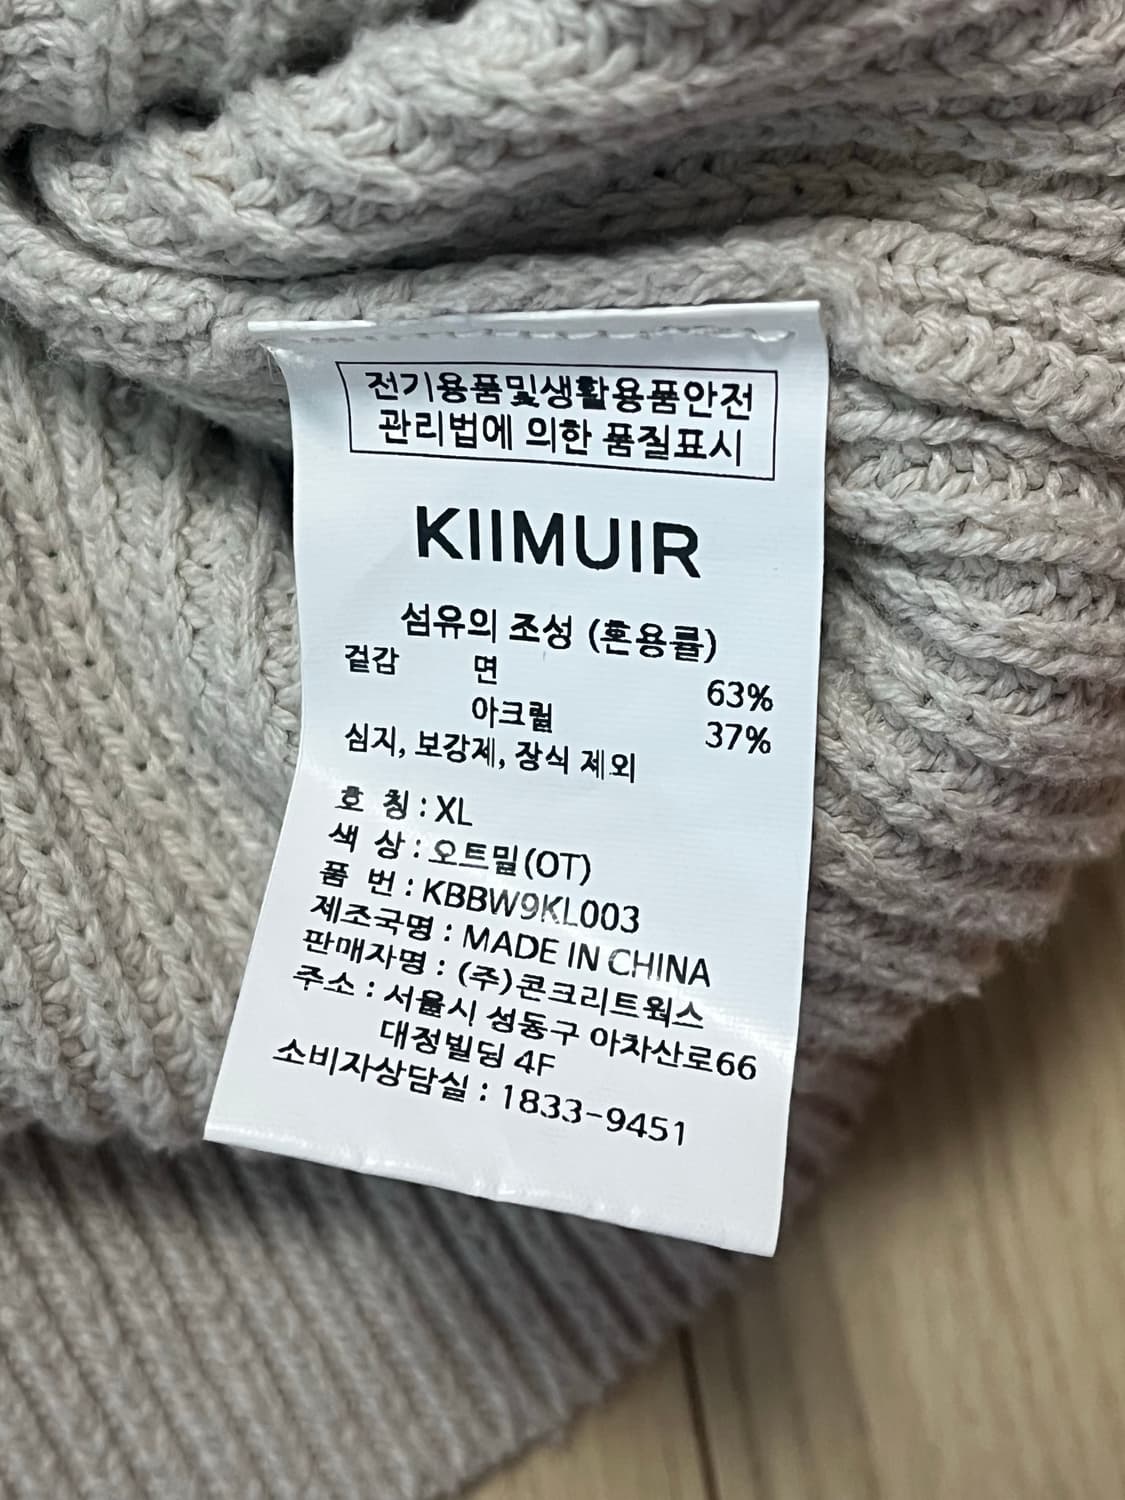 전기용품및생활용품안전
관리법에 의한 품질표시
KIIMUIR
섬유의 조성 (혼용률)
겉감 면 63%
아크릴 37%
심지, 보강제, 장식 제외
호 칭 : XL
색 상 : 오트밀(OT)
품 번 : KBBW9KL003
제조국명 : MADE IN CHINA
판매자명 : (주)콘크리트웍스
주소 : 서울시 성동구 아차산로66
대정빌딩 4F
소비자상담실 : 1833-9451